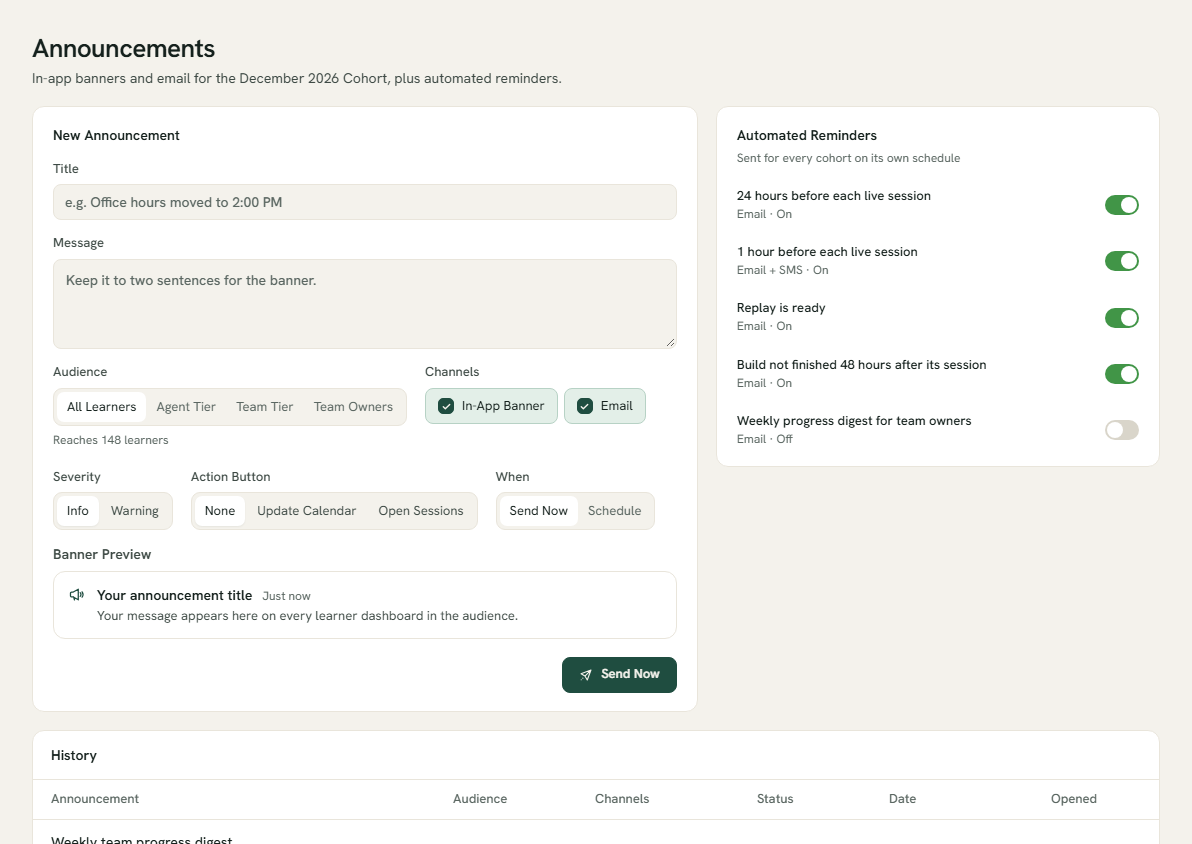 Announcements
In-app banners and email for the December 2026 Cohort, plus automated reminders.
New Announcement
Title
e.g. Office hours moved to 2:00 PM
Message
Keep it to two sentences for the banner.
Audience
All Learners Agent Tier Team Tier Team Owners
Reaches 148 learners
Channels
In-App Banner Email
Severity
Info Warning
Action Button
None Update Calendar Open Sessions
When
Send Now Schedule
Banner Preview
Your announcement title Just now
Your message appears here on every learner dashboard in the audience.
Send Now
Automated Reminders
Sent for every cohort on its own schedule
24 hours before each live session
Email · On
1 hour before each live session
Email + SMS · On
Replay is ready
Email · On
Build not finished 48 hours after its session
Email · On
Weekly progress digest for team owners
Email · Off
History
Announcement Audience Channels Status Date Opened
Weekly team progress digest